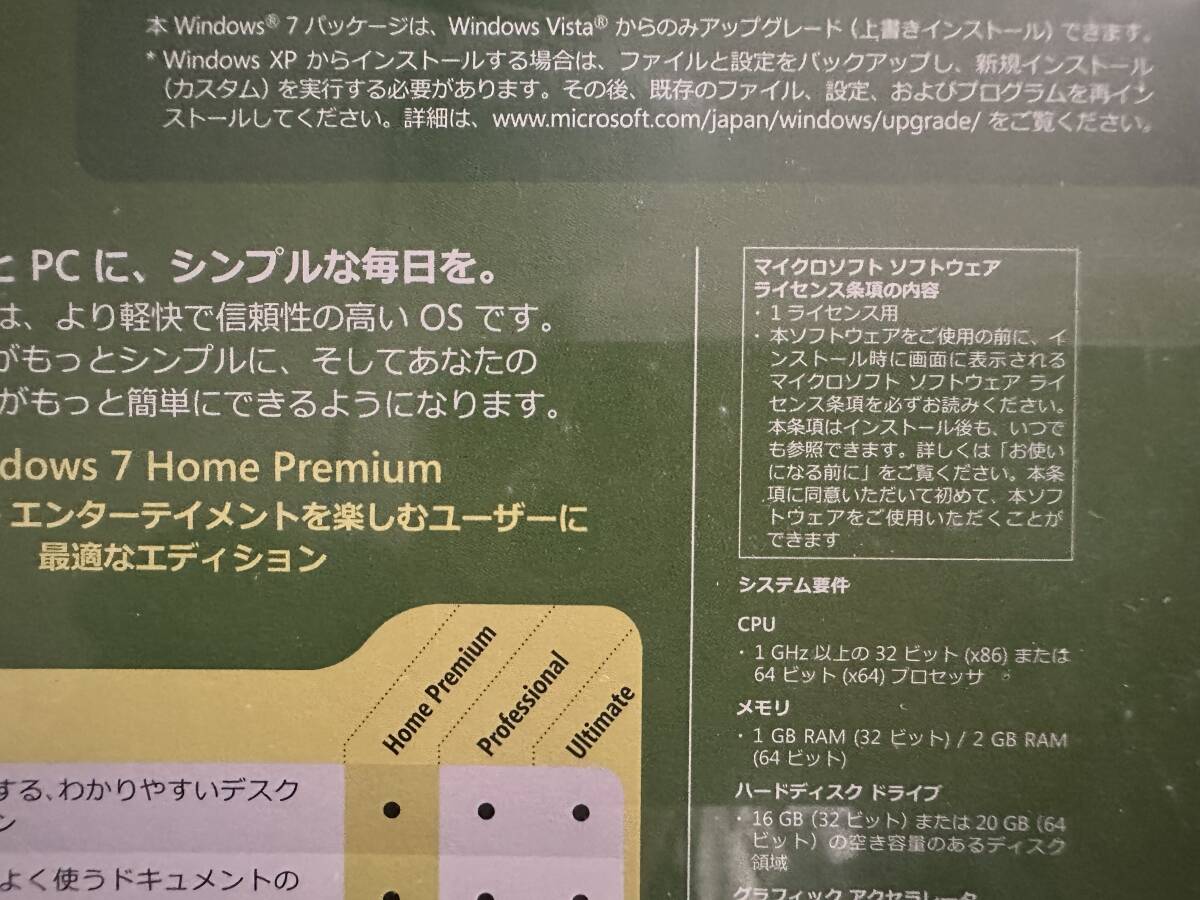 本 Windows® 7 パッケージは、Windows Vista® からのみアップグレード（上書きインストール）できます。
* Windows XP からインストールする場合は、ファイルと設定をバックアップし、新規インストール
（カスタム）を実行する必要があります。その後、既存のファイル、設定、およびプログラムを再イン
ストールしてください。詳細は、www.microsoft.com/japan/windows/upgrade/ をご覧ください。
と PC に、シンプルな毎日を。
は、より軽快で信頼性の高い OS です。
がもっとシンプルに、そしてあなたの
がもっと簡単にできるようになります。
dows 7 Home Premium
エンターテイメントを楽しむユーザーに
最適なエディション
Home Premium
Professional
Ultimate
する、わかりやすいデスク
ン
よく使うドキュメントの
マイクロソフト ソフトウェア
ライセンス条項の内容
・1 ライセンス用
・本ソフトウェアをご使用の前に、イ
ンストール時に画面に表示される
マイクロソフト ソフトウェア ライ
センス条項を必ずお読みください。
本条項はインストール後も、いつで
も参照できます。詳しくは「お使い
になる前に」をご覧ください。本条
項に同意いただいて初めて、本ソフ
トウェアをご使用いただくことが
できます
システム要件
CPU
・1 GHz 以上の 32 ビット (x86) または
64 ビット (x64) プロセッサ
メモリ
・1 GB RAM (32 ビット) / 2 GB RAM
(64 ビット)
ハードディスク ドライブ
・16 GB（32 ビット）または 20 GB（64
ビット）の空き容量のあるディスク
領域
グラフィック アクセラレータ